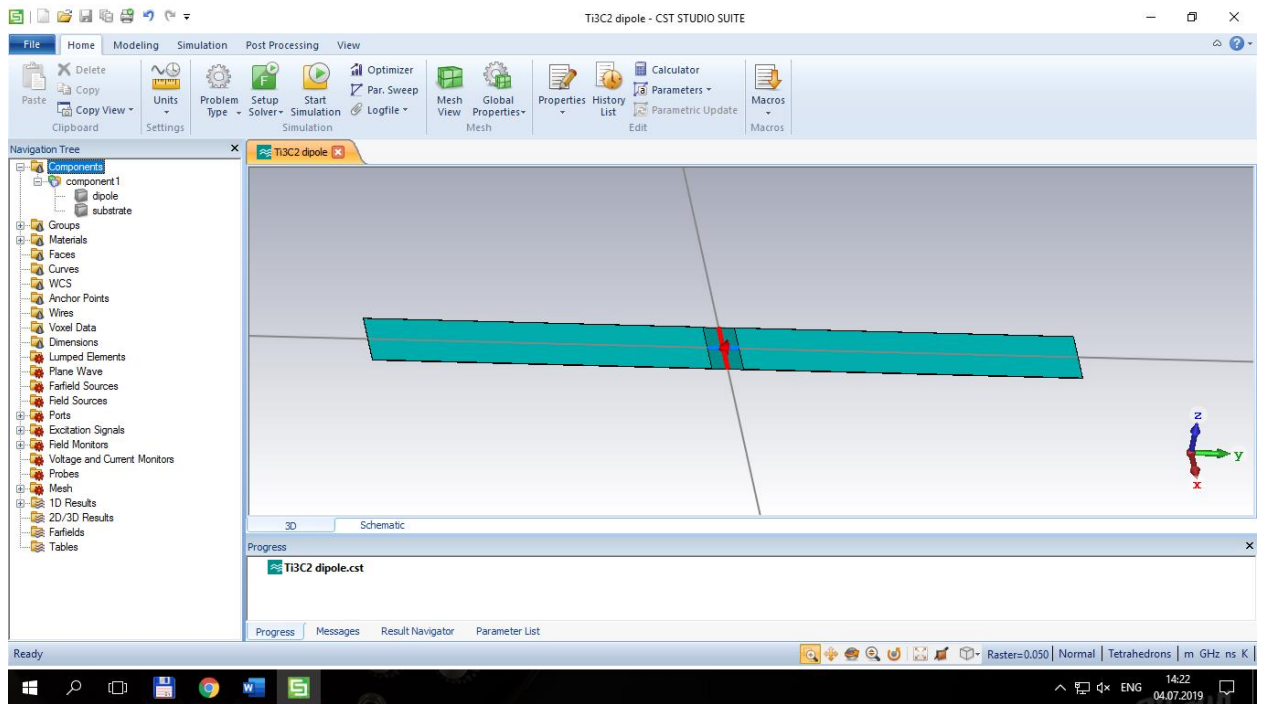 Ti3C2 dipole - CST STUDIO SUITE
File Home Modeling Simulation Post Processing View
Paste
Delete
Copy
Copy View
Clipboard
Units
Settings
Problem Type
Setup Solver
Start Simulation
Optimizer
Par. Sweep
Logfile
Simulation
Mesh View
Global Properties
Mesh
Properties
History List
Calculator
Parameters
Parametric Update
Edit
Macros
Macros
Navigation Tree
Components
component1
dipole
substrate
Groups
Materials
Faces
Curves
WCS
Anchor Points
Wires
Voxel Data
Dimensions
Lumped Elements
Plane Wave
Farfield Sources
Field Sources
Ports
Excitation Signals
Field Monitors
Voltage and Current Monitors
Probes
Mesh
1D Results
2D/3D Results
Farfields
Tables
Ti3C2 dipole
z
y
x
3D Schematic
Progress
Ti3C2 dipole.cst
Progress Messages Result Navigator Parameter List
Ready
Raster=0.050 Normal Tetrahedrons m GHz ns K
ENG
14:22
04.07.2019